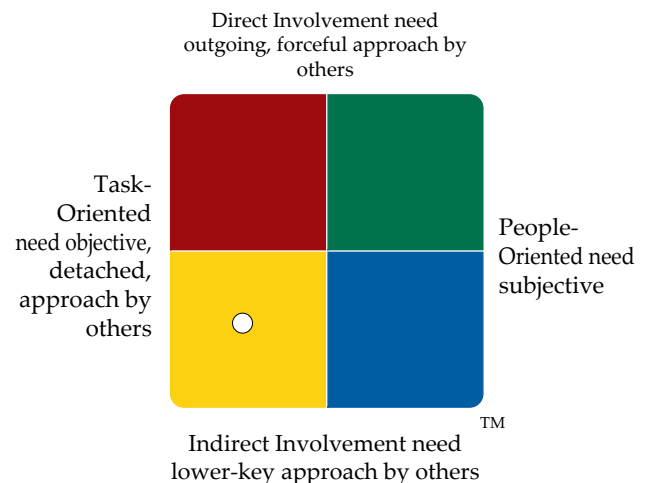 Direct Involvement need
outgoing, forceful approach by
others
Task-
Oriented
need objective,
detached,
approach by
others
People-
Oriented need
subjective
TM
Indirect Involvement need
lower-key approach by others